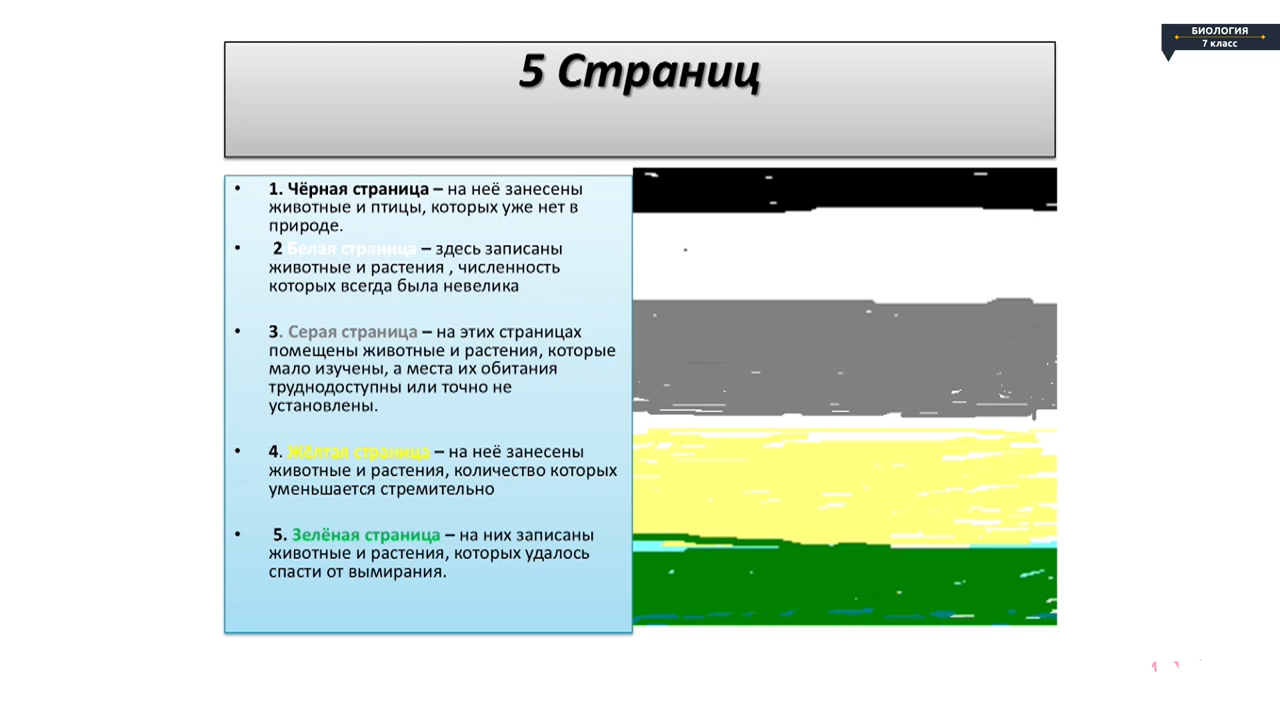 БИОЛОГИЯ
7 класс
5 Страниц
• 1. Чёрная страница – на неё занесены
животные и птицы, которых уже нет в
природе.
• 2 Белая страница – здесь записаны
животные и растения , численность
которых всегда была невелика
• 3. Серая страница – на этих страницах
помещены животные и растения, которые
мало изучены, а места их обитания
труднодоступны или точно не
установлены.
• 4. Жёлтая страница – на неё занесены
животные и растения, количество которых
уменьшается стремительно
• 5. Зелёная страница – на них записаны
животные и растения, которых удалось
спасти от вымирания.